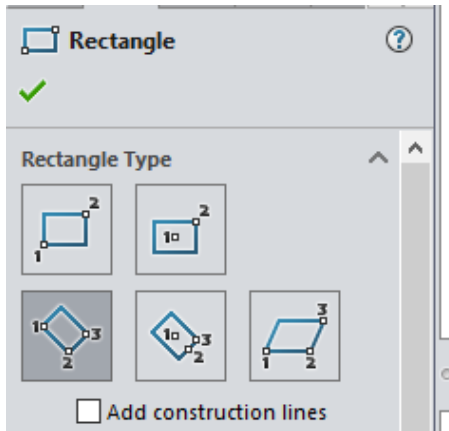 Rectangle
?
Rectangle Type
1 2
1 2
1 2 3
1 2 3
1 2 3
Add construction lines